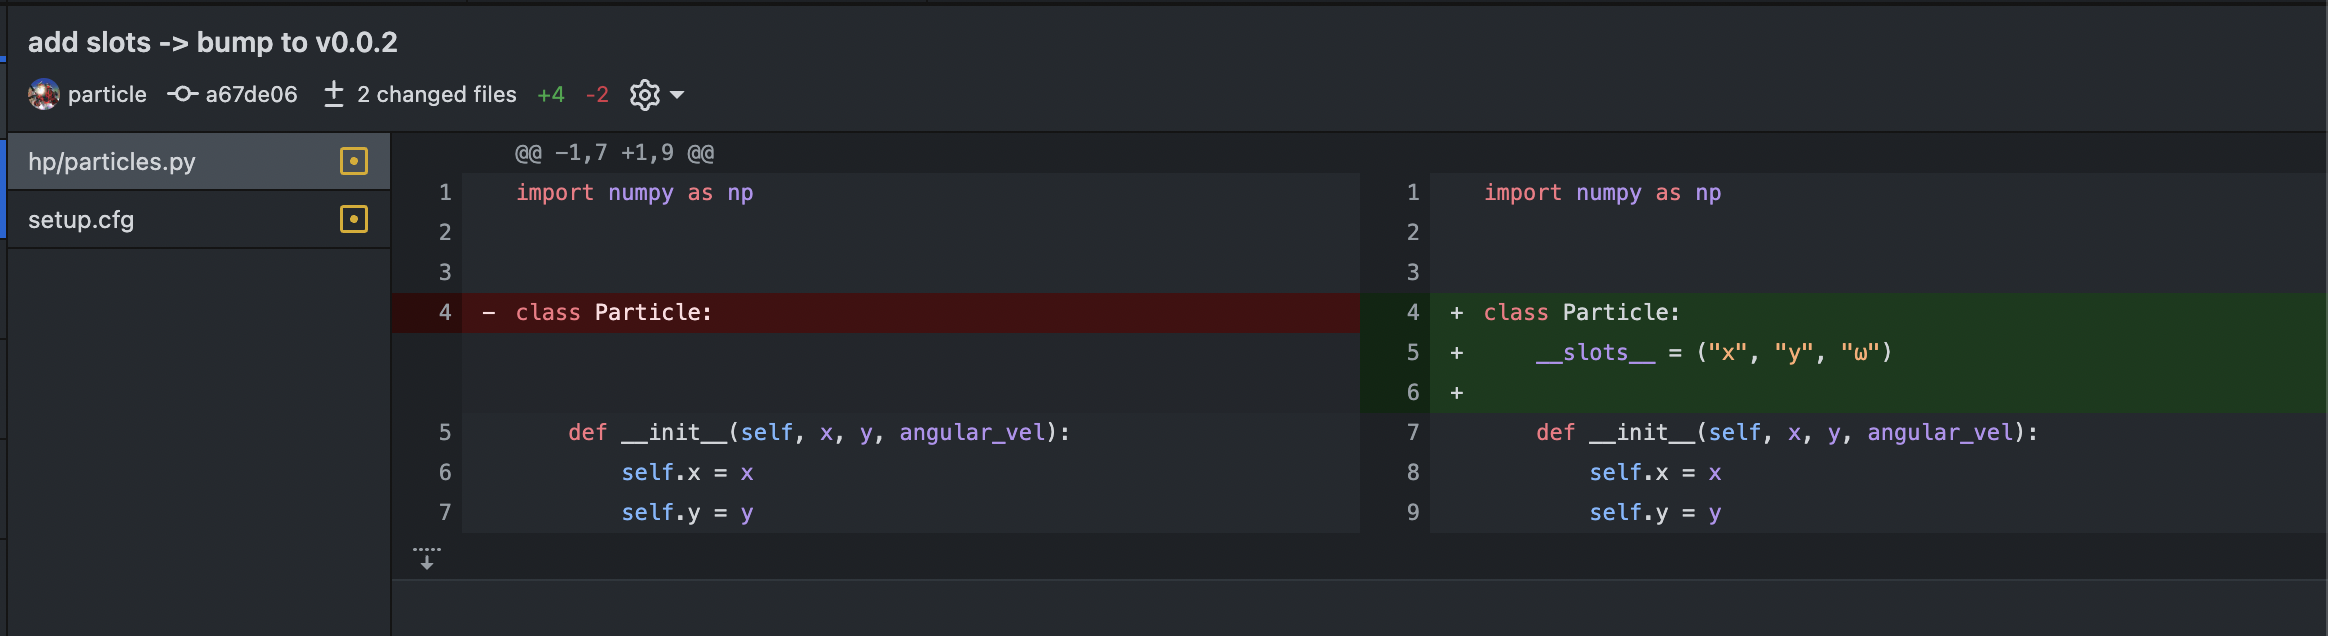 add slots -> bump to v0.0.2
particle a67de06 ± 2 changed files +4 -2
hp/particles.py
setup.cfg
@@ −1,7 +1,9 @@
1 import numpy as np
2
3
4 − class Particle:
5 def __init__(self, x, y, angular_vel):
6 self.x = x
7 self.y = y
1 import numpy as np
2
3
4 + class Particle:
5 + __slots__ = ("x", "y", "ω")
6 +
7 def __init__(self, x, y, angular_vel):
8 self.x = x
9 self.y = y